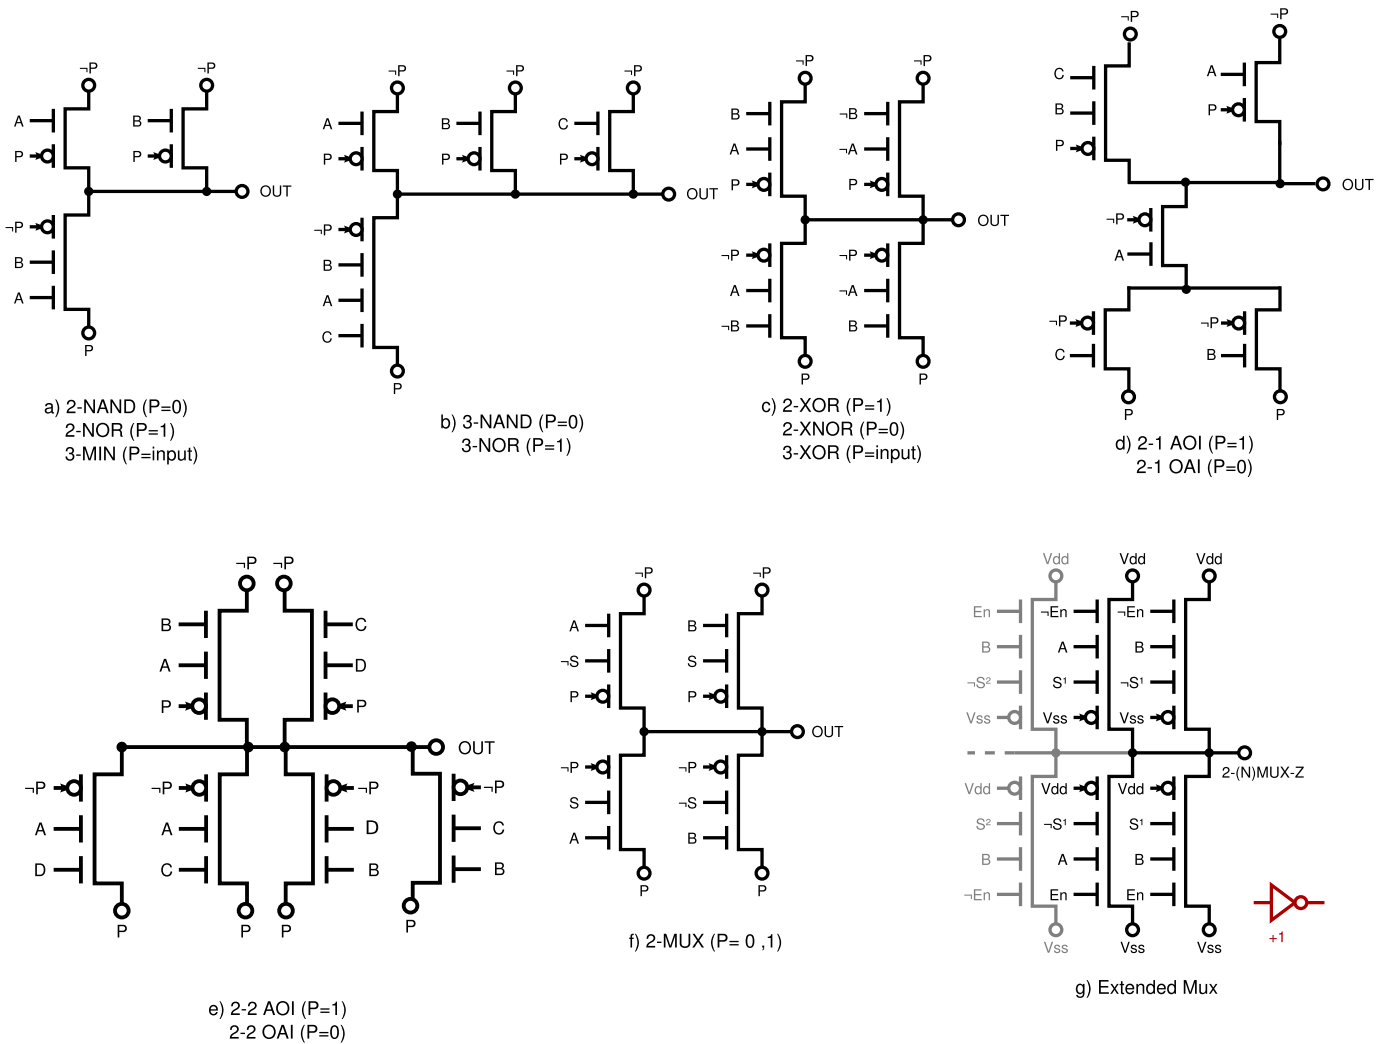 ¬P
¬P
A
P
B
P
OUT
¬P
B
A
P
a) 2-NAND (P=0)
2-NOR (P=1)
3-MIN (P=input)
¬P
¬P
¬P
A
P
B
P
C
P
OUT
¬P
B
A
C
P
b) 3-NAND (P=0)
3-NOR (P=1)
¬P
¬P
B
A
P
¬B
¬A
P
OUT
¬P
A
¬B
¬P
¬A
B
P
P
c) 2-XOR (P=1)
2-XNOR (P=0)
3-XOR (P=input)
¬P
¬P
C
B
P
A
P
OUT
¬P
A
¬P
C
¬P
B
P
P
d) 2-1 AOI (P=1)
2-1 OAI (P=0)
¬P
¬P
B
A
P
C
D
P
OUT
¬P
A
D
¬P
A
C
¬P
D
B
¬P
C
B
P
P
P
P
e) 2-2 AOI (P=1)
2-2 OAI (P=0)
¬P
¬P
A
¬S
P
B
S
P
OUT
¬P
S
A
¬P
¬S
B
P
P
f) 2-MUX (P= 0 ,1)
Vdd
Vdd
Vdd
En
B
¬S²
Vss
¬En
A
S¹
Vss
¬En
B
¬S¹
Vss
2-(N)MUX-Z
Vdd
S²
B
¬En
Vdd
¬S¹
A
En
Vdd
S¹
B
En
Vss
Vss
Vss
+1
g) Extended Mux